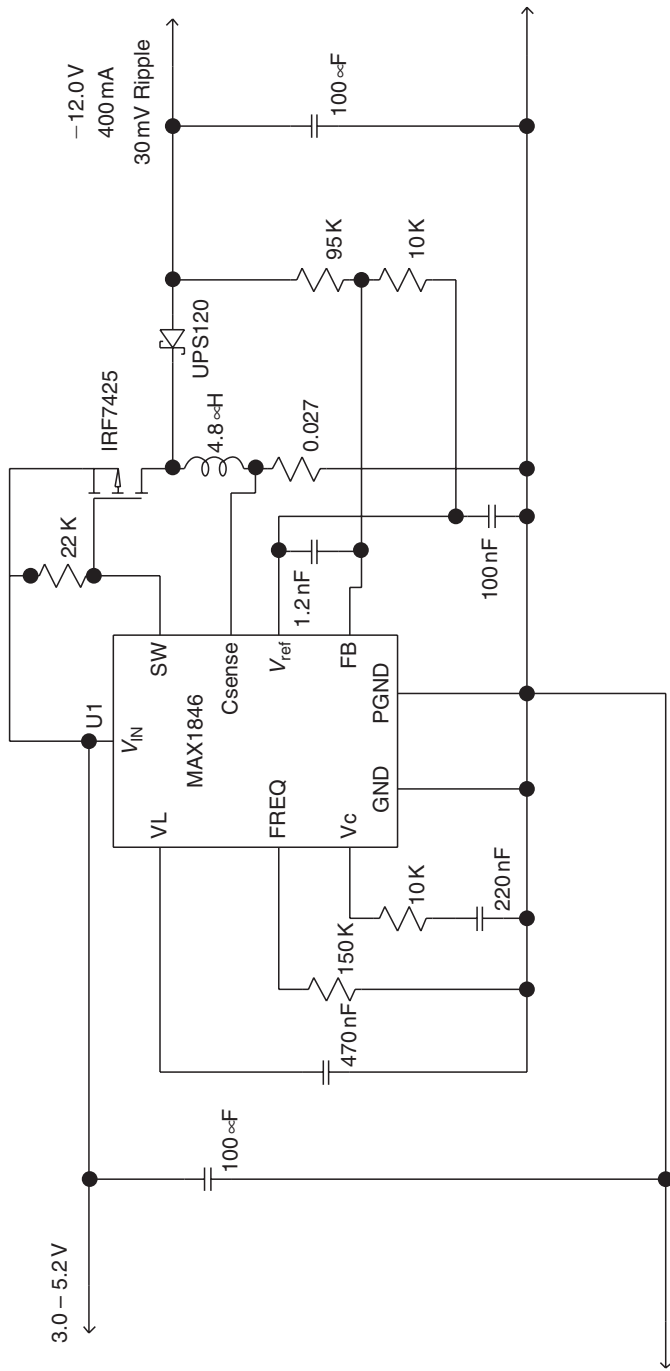 3.0 – 5.2 V
100 ∝F
470 nF
150 K
10 K
220 nF
U1
VIN
VL
SW
MAX1846
Csense
FREQ
Vref
Vc
FB
GND
PGND
22 K
IRF7425
4.8 ∝H
0.027
1.2 nF
100 nF
UPS120
95 K
10 K
−12.0 V
400 mA
30 mV Ripple
100 ∝F